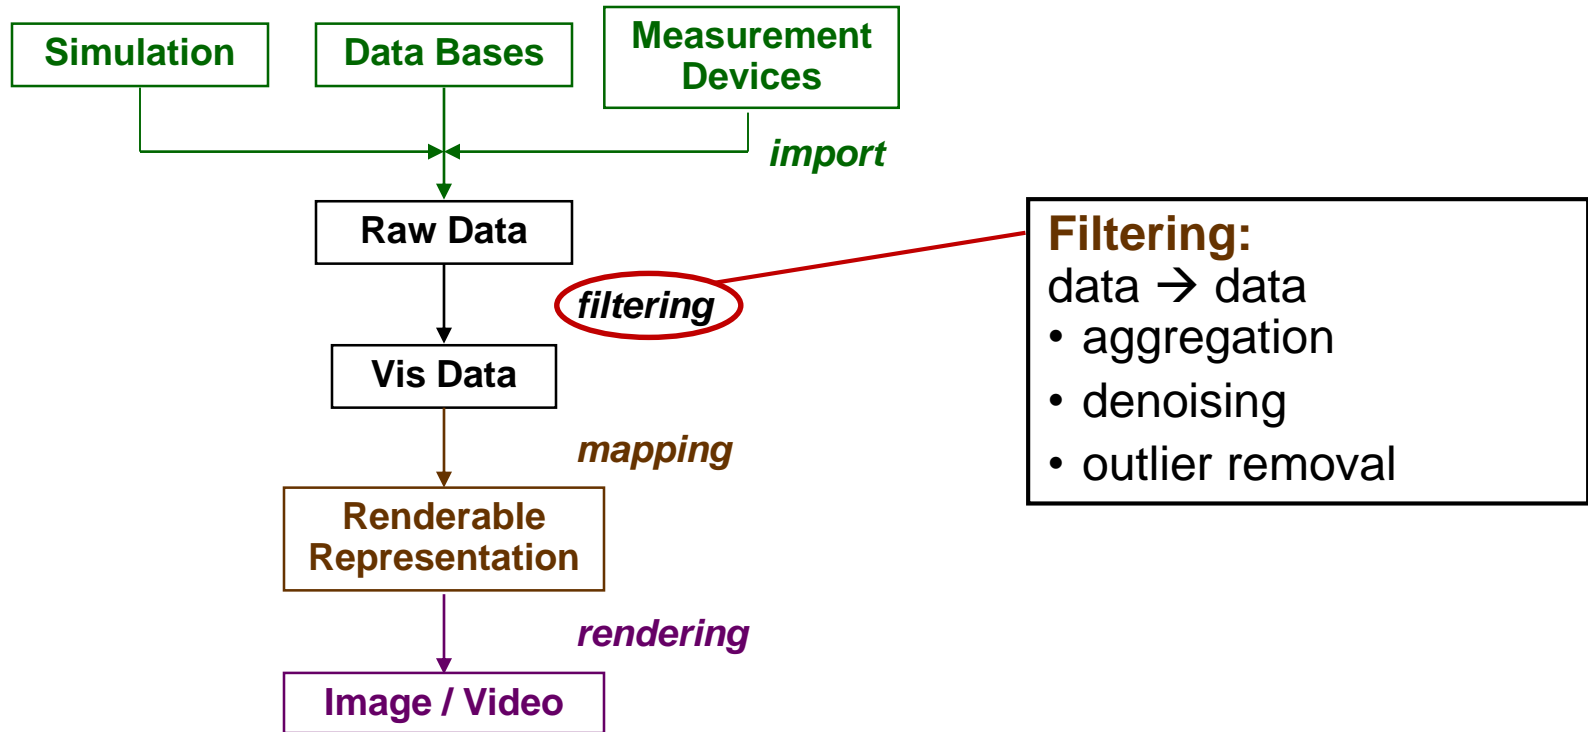 Simulation
Data Bases
Measurement
Devices
import
Raw Data
filtering
Vis Data
mapping
Renderable
Representation
rendering
Image / Video
Filtering:
data → data
• aggregation
• denoising
• outlier removal